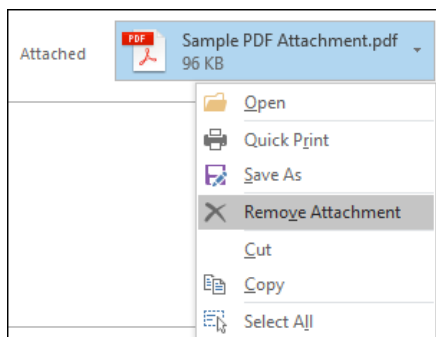 Attached
PDF
Sample PDF Attachment.pdf
96 KB
Open
Quick Print
Save As
Remove Attachment
Cut
Copy
Select All